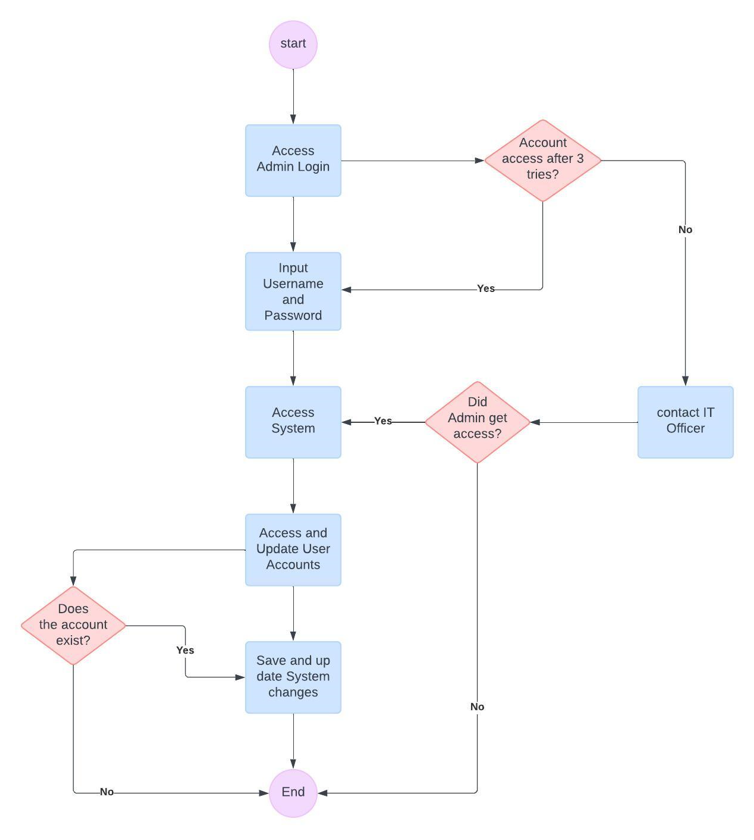 start
Access
Admin Login
Account
access after 3
tries?
No
Input
Username
and
Password
Yes
Access
System
Yes
Did
Admin get
access?
contact IT
Officer
Access and
Update User
Accounts
Does
the account
exist?
Yes
Save and up
date System
changes
No
No
End